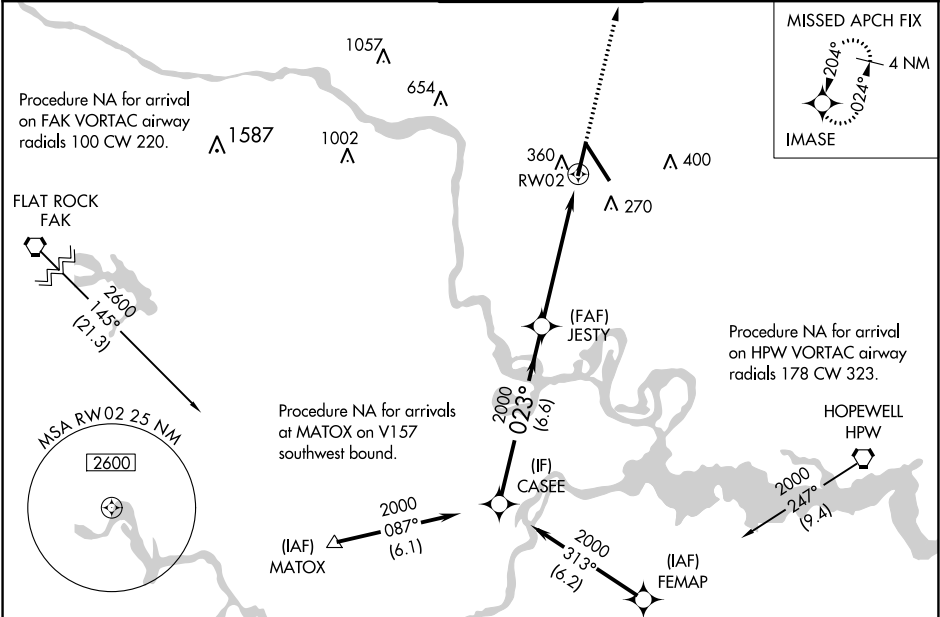 MISSED APCH FIX
204°
4 NM
024°
IMASE
1057
654
Procedure NA for arrival
on FAK VORTAC airway
radials 100 CW 220.
1587
1002
360
RW02
400
270
FLAT ROCK
FAK
2600
145°
(21.3)
(FAF)
JESTY
Procedure NA for arrival
on HPW VORTAC airway
radials 178 CW 323.
2000
023°
(6.6)
Procedure NA for arrivals
at MATOX on V157
southwest bound.
HOPEWELL
HPW
MSA RW02 25 NM
2600
(IF)
CASEE
2000
247°
(9.4)
2000
087°
(6.1)
(IAF)
MATOX
2000
313°
(6.2)
(IAF)
FEMAP